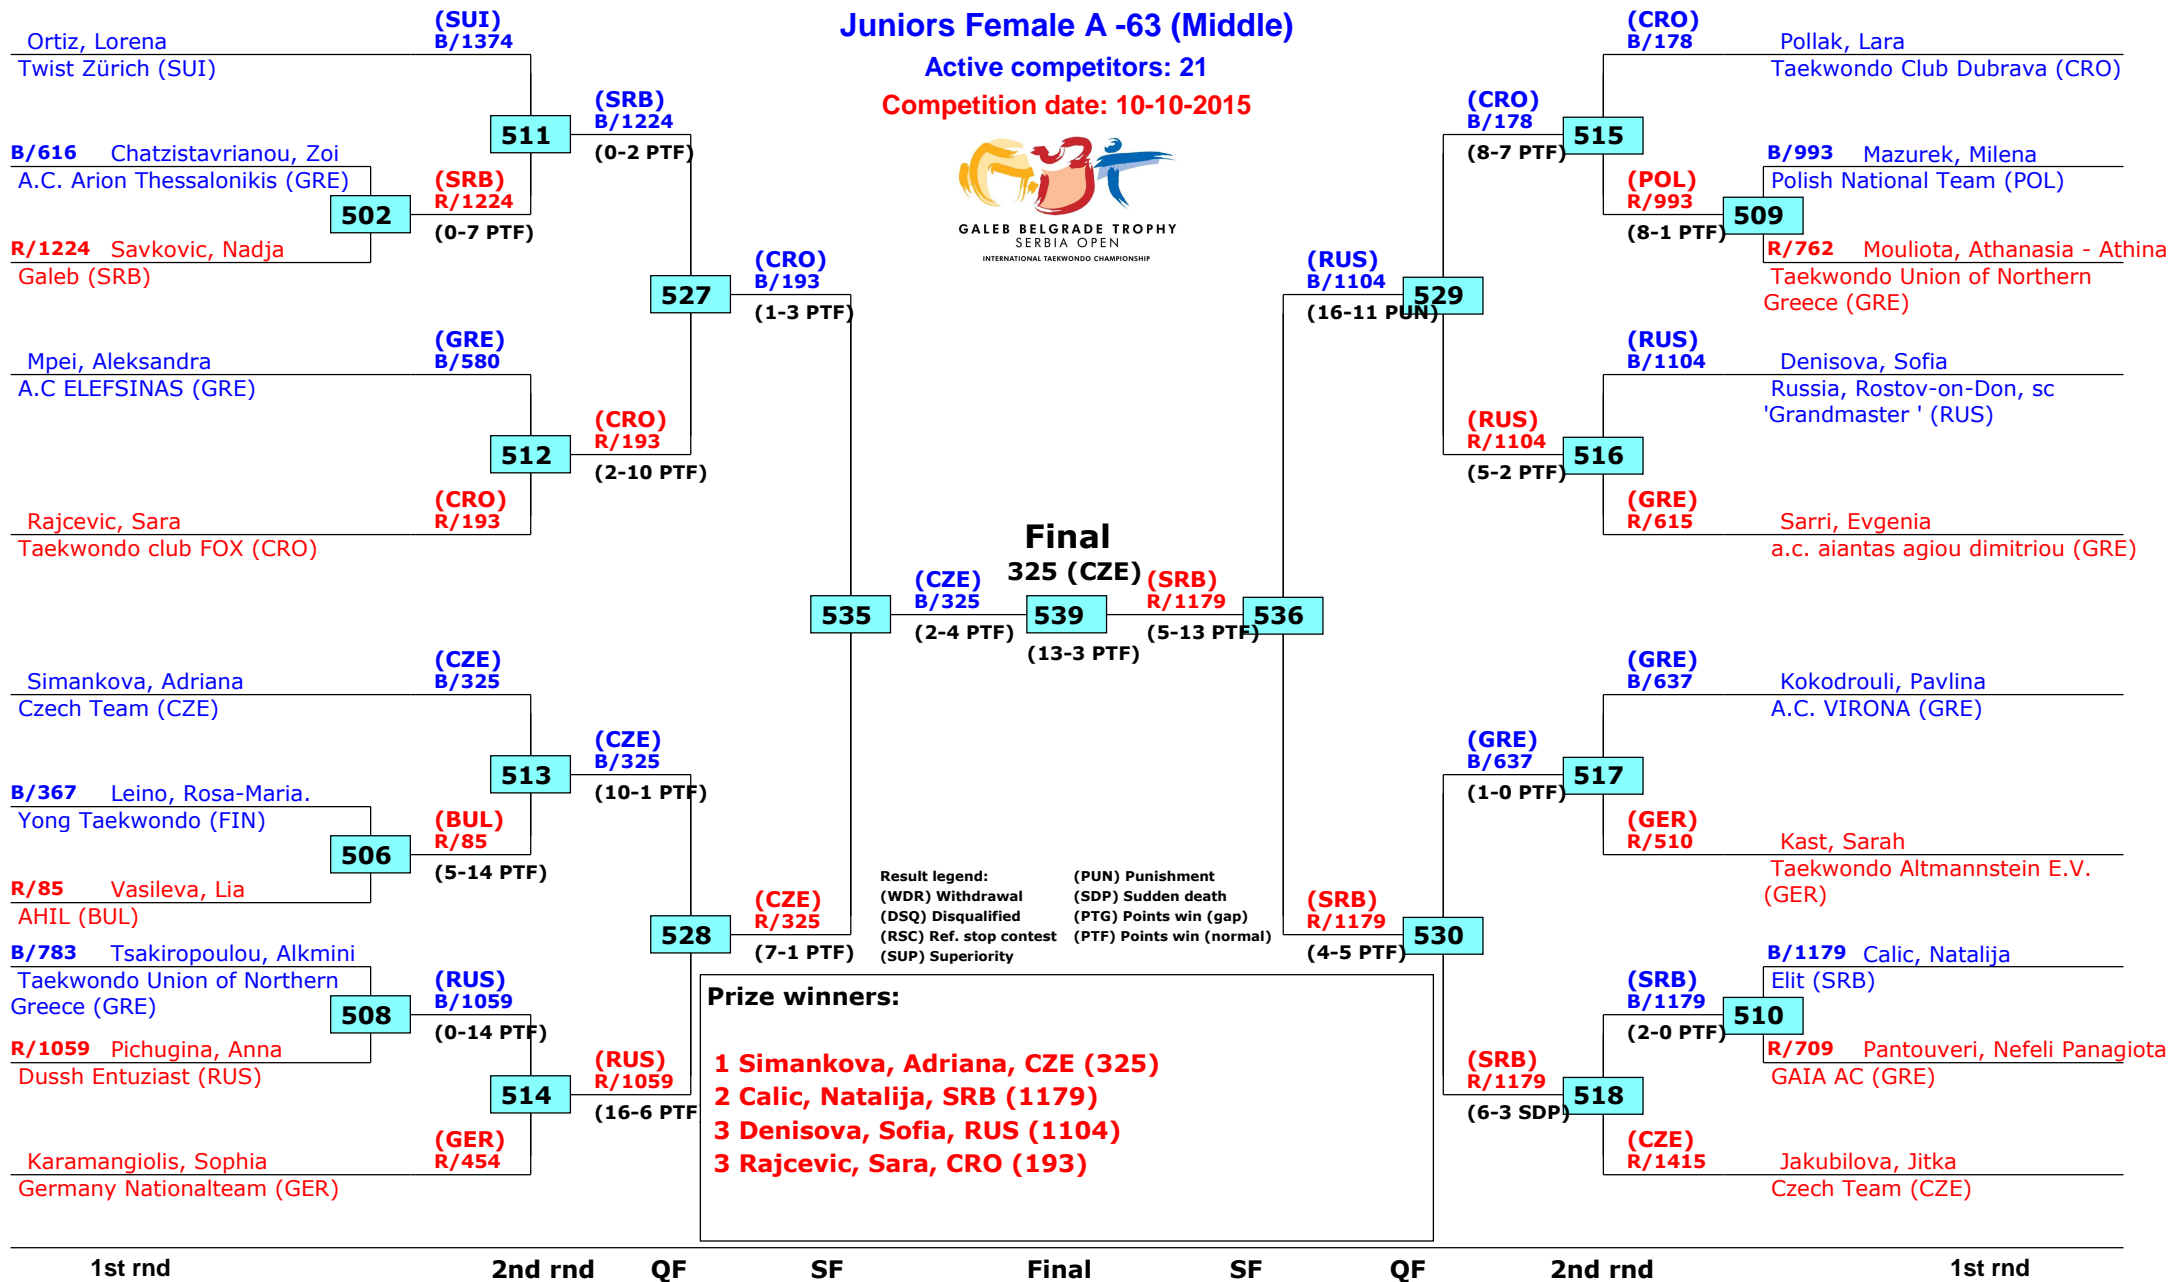 Juniors Female A -63 (Middle)
Active competitors: 21
Competition date: 10-10-2015
GALEB BELGRADE TROPHY
SERBIA OPEN
INTERNATIONAL TAEKWONDO CHAMPIONSHIP
(SUI)
Ortiz, Lorena B/1374
Twist Zürich (SUI)
(SRB)
B/1224
511
(0-2 PTF)
B/616 Chatzistavrianou, Zoi
A.C. Arion Thessalonikis (GRE)
(SRB)
R/1224
502
(0-7 PTF)
R/1224 Savkovic, Nadja
Galeb (SRB)
(CRO)
B/193
527
(1-3 PTF)
(GRE)
Mpei, Aleksandra B/580
A.C ELEFSINAS (GRE)
(CRO)
R/193
512
(2-10 PTF)
(CRO)
Rajcevic, Sara R/193
Taekwondo club FOX (CRO)
535
(CZE)
B/325
(2-4 PTF)
Final
325 (CZE)
539
(13-3 PTF)
(SRB)
R/1179
536
(5-13 PTF)
(CZE)
Simankova, Adriana B/325
Czech Team (CZE)
(CZE)
B/325
513
(10-1 PTF)
B/367 Leino, Rosa-Maria.
Yong Taekwondo (FIN)
(BUL)
R/85
506
(5-14 PTF)
R/85 Vasileva, Lia
AHIL (BUL)
(CZE)
R/325
528
(7-1 PTF)
B/783 Tsakiropoulou, Alkmini
Taekwondo Union of Northern
Greece (GRE)
(RUS)
B/1059
508
(0-14 PTF)
R/1059 Pichugina, Anna
Dussh Entuziast (RUS)
(RUS)
R/1059
514
(16-6 PTF
(GER)
Karamangiolis, Sophia R/454
Germany Nationalteam (GER)
(CRO)
B/178 Pollak, Lara
Taekwondo Club Dubrava (CRO)
(CRO)
B/178
515
(8-7 PTF)
B/993 Mazurek, Milena
Polish National Team (POL)
(POL)
R/993
509
(8-1 PTF)
R/762 Mouliota, Athanasia - Athina
Taekwondo Union of Northern
Greece (GRE)
(RUS)
B/1104
529
(16-11 PUN)
(RUS)
B/1104 Denisova, Sofia
Russia, Rostov-on-Don, sc
'Grandmaster ' (RUS)
(RUS)
R/1104
516
(5-2 PTF)
(GRE)
R/615 Sarri, Evgenia
a.c. aiantas agiou dimitriou (GRE)
(GRE)
B/637 Kokodrouli, Pavlina
A.C. VIRONA (GRE)
(GRE)
B/637
517
(1-0 PTF)
(GER)
R/510 Kast, Sarah
Taekwondo Altmannstein E.V.
(GER)
(SRB)
R/1179
530
(4-5 PTF)
B/1179 Calic, Natalija
Elit (SRB)
(SRB)
B/1179
510
(2-0 PTF)
R/709 Pantouveri, Nefeli Panagiota
GAIA AC (GRE)
(SRB)
R/1179
518
(6-3 SDP)
(CZE)
R/1415 Jakubilova, Jitka
Czech Team (CZE)
Result legend: (PUN) Punishment
(WDR) Withdrawal (SDP) Sudden death
(DSQ) Disqualified (PTG) Points win (gap)
(RSC) Ref. stop contest (PTF) Points win (normal)
(SUP) Superiority
Prize winners:
1 Simankova, Adriana, CZE (325)
2 Calic, Natalija, SRB (1179)
3 Denisova, Sofia, RUS (1104)
3 Rajcevic, Sara, CRO (193)
1st rnd 2nd rnd QF SF Final SF QF 2nd rnd 1st rnd